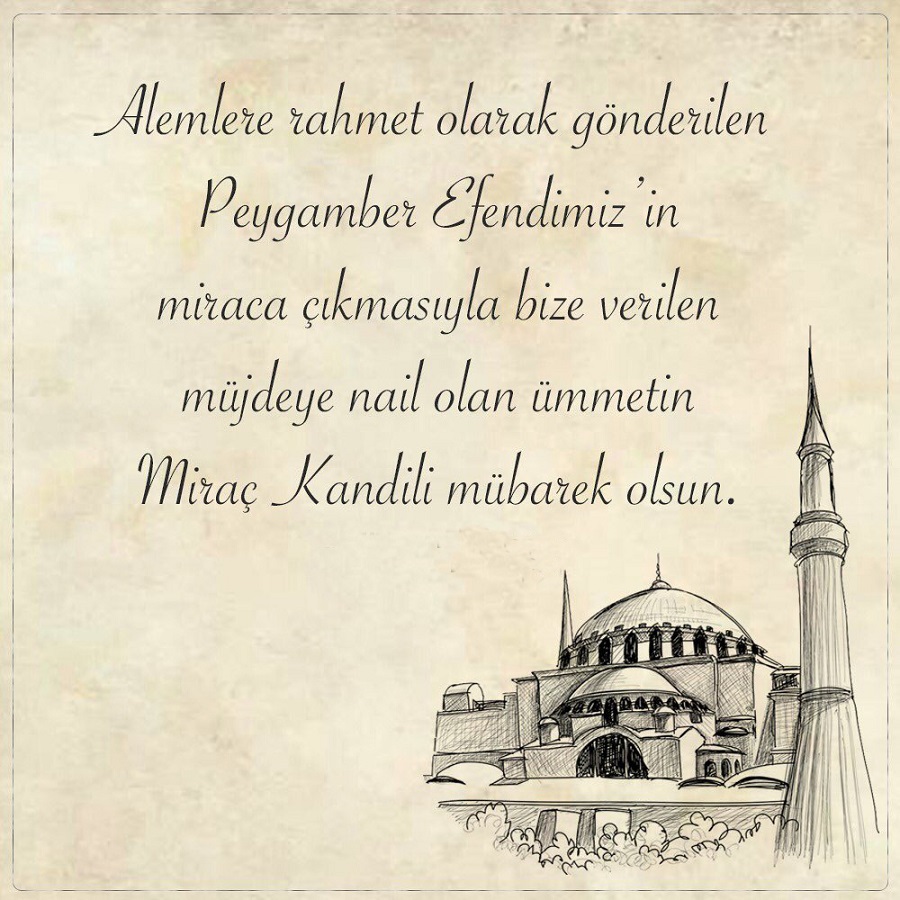 Alemlere rahmet olarak gönderilen
Peygamber Efendimiz'in
miraca çıkmasıyla bize verilen
müjdeye nail olan ümmetin
Miraç Kandili mübarek olsun.